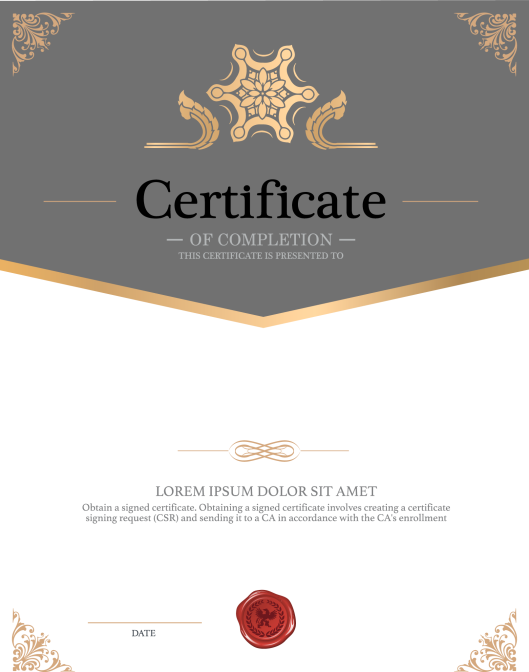 Certificate
— OF COMPLETION —
THIS CERTIFICATE IS PRESENTED TO
LOREM IPSUM DOLOR SIT AMET
Obtain a signed certificate. Obtaining a signed certificate involves creating a certificate
signing request (CSR) and sending it to a CA in accordance with the CA's enrollment
DATE